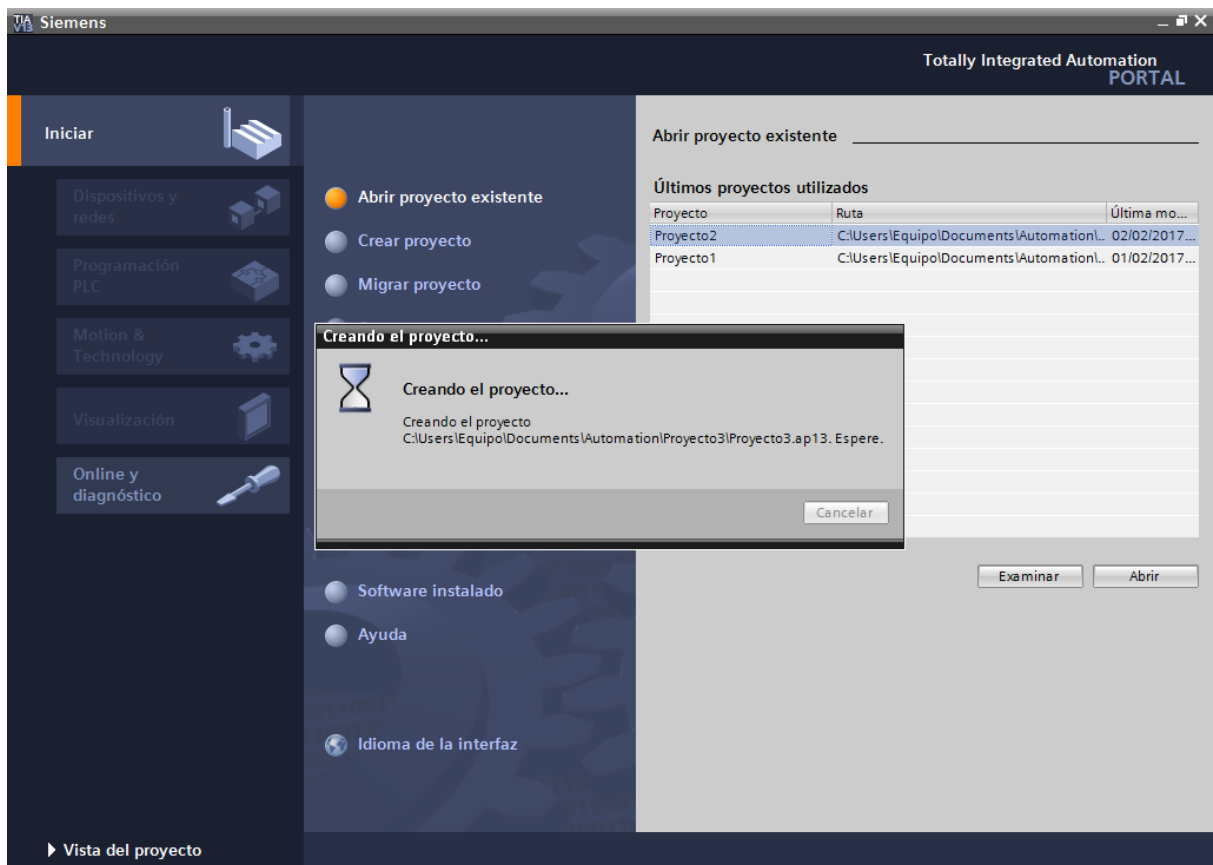 TIA V13 Siemens
Totally Integrated Automation
PORTAL
Iniciar
Dispositivos y
redes
Programación
PLC
Motion &
Technology
Visualización
Online y
diagnóstico
Vista del proyecto
Abrir proyecto existente
Crear proyecto
Migrar proyecto
Software instalado
Ayuda
Idioma de la interfaz
Abrir proyecto existente
Últimos proyectos utilizados
Proyecto Ruta Última mo...
Proyecto2 C:\Users\Equipo\Documents\Automation\... 02/02/2017...
Proyecto1 C:\Users\Equipo\Documents\Automation\... 01/02/2017...
Examinar Abrir
Creando el proyecto...
Creando el proyecto...
Creando el proyecto
C:\Users\Equipo\Documents\Automation\Proyecto3\Proyecto3.ap13. Espere.
Cancelar